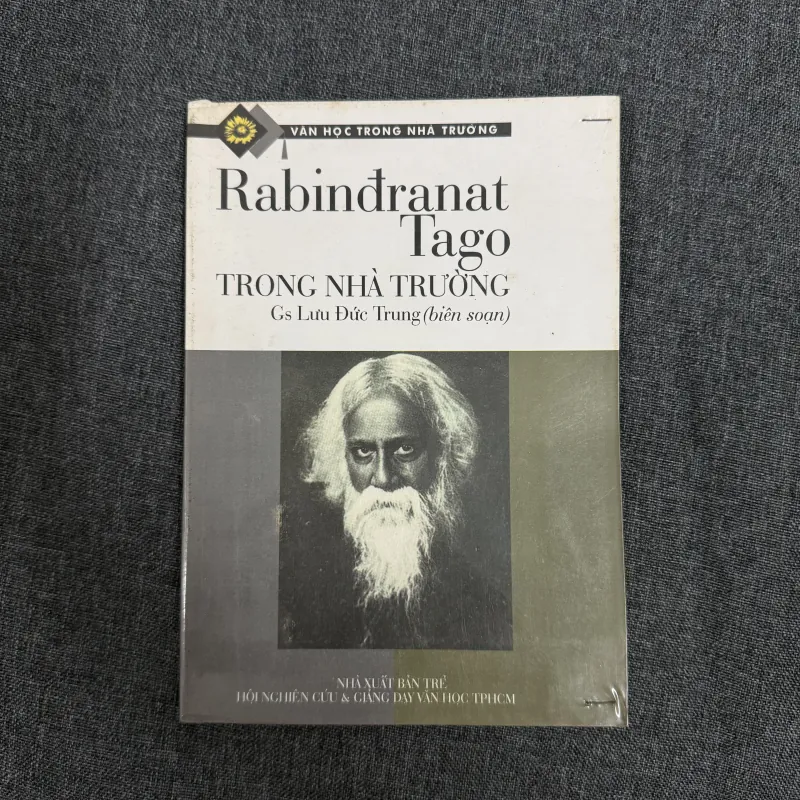 VĂN HỌC TRONG NHÀ TRƯỜNG
Rabinđranat
Tago
TRONG NHÀ TRƯỜNG
Gs Lưu Đức Trung (biên soạn)
NHÀ XUẤT BẢN TRẺ
HỘI NGHIÊN CỨU & GIẢNG DẠY VĂN HỌC TPHCM